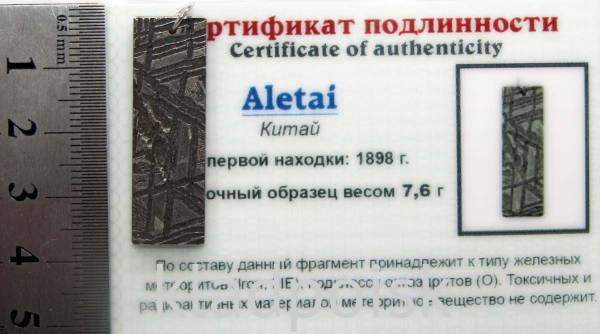 0.5 mm
1
2
3
4
5
ртификат подлинности
Certificate of authenticity
Aletai
Китай
первой находки: 1898 г.
очный образец весом 7,6 г
По составу данный фрагмент принадлежит к типу железных
(O). Токсичных и
вещество не содержит.